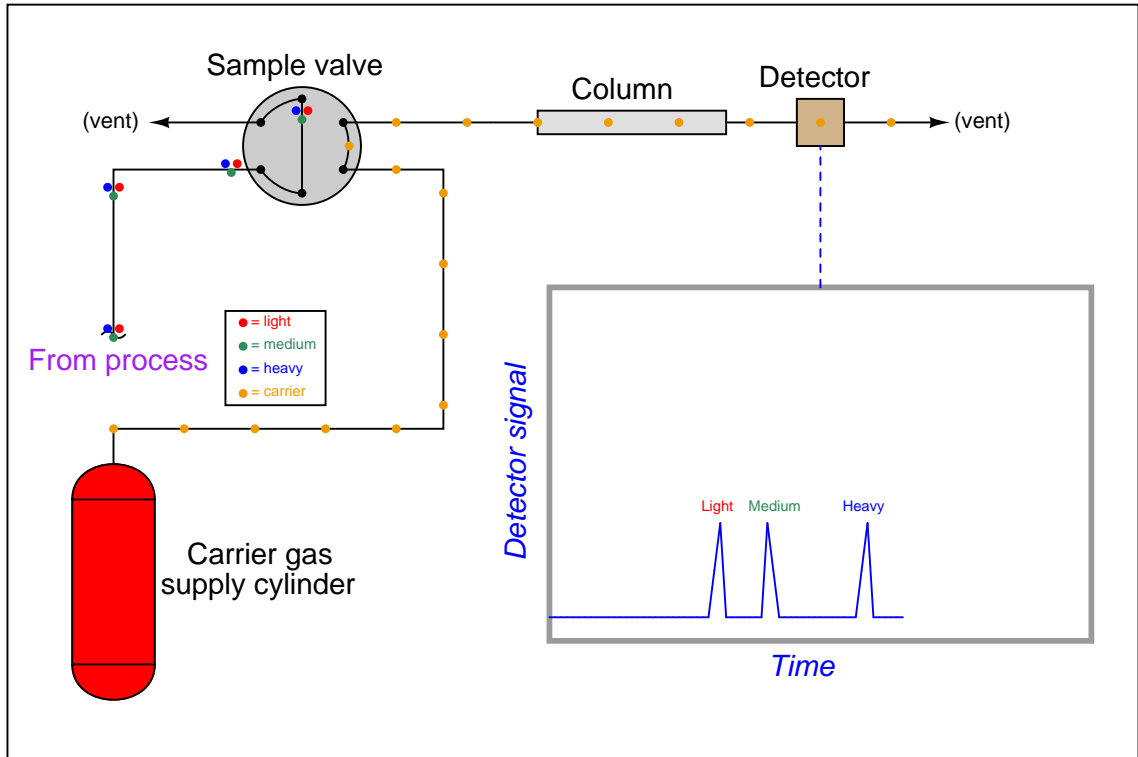 Sample valve
Column
Detector
(vent)
(vent)
= light
= medium
= heavy
= carrier
From process
Carrier gas
supply cylinder
Detector signal
Light
Medium
Heavy
Time